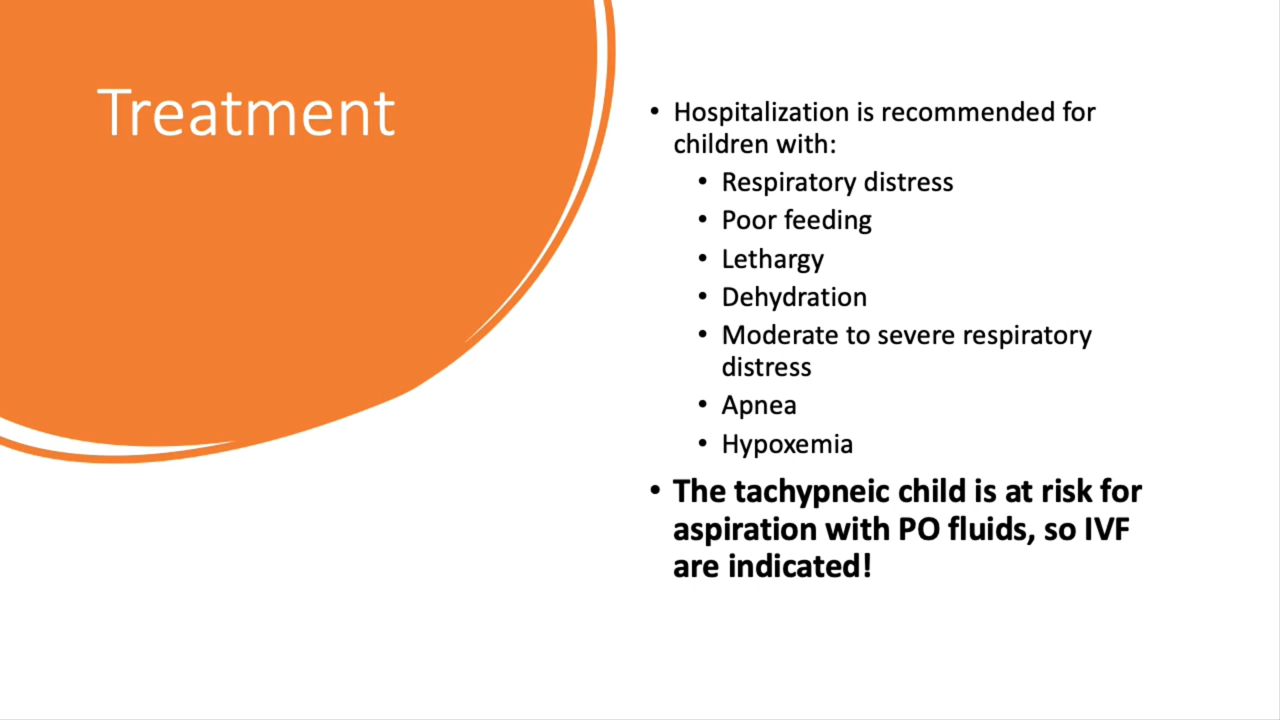 Treatment
• Hospitalization is recommended for
children with:
• Respiratory distress
• Poor feeding
• Lethargy
• Dehydration
• Moderate to severe respiratory
distress
• Apnea
• Hypoxemia
• The tachypneic child is at risk for
aspiration with PO fluids, so IVF
are indicated!